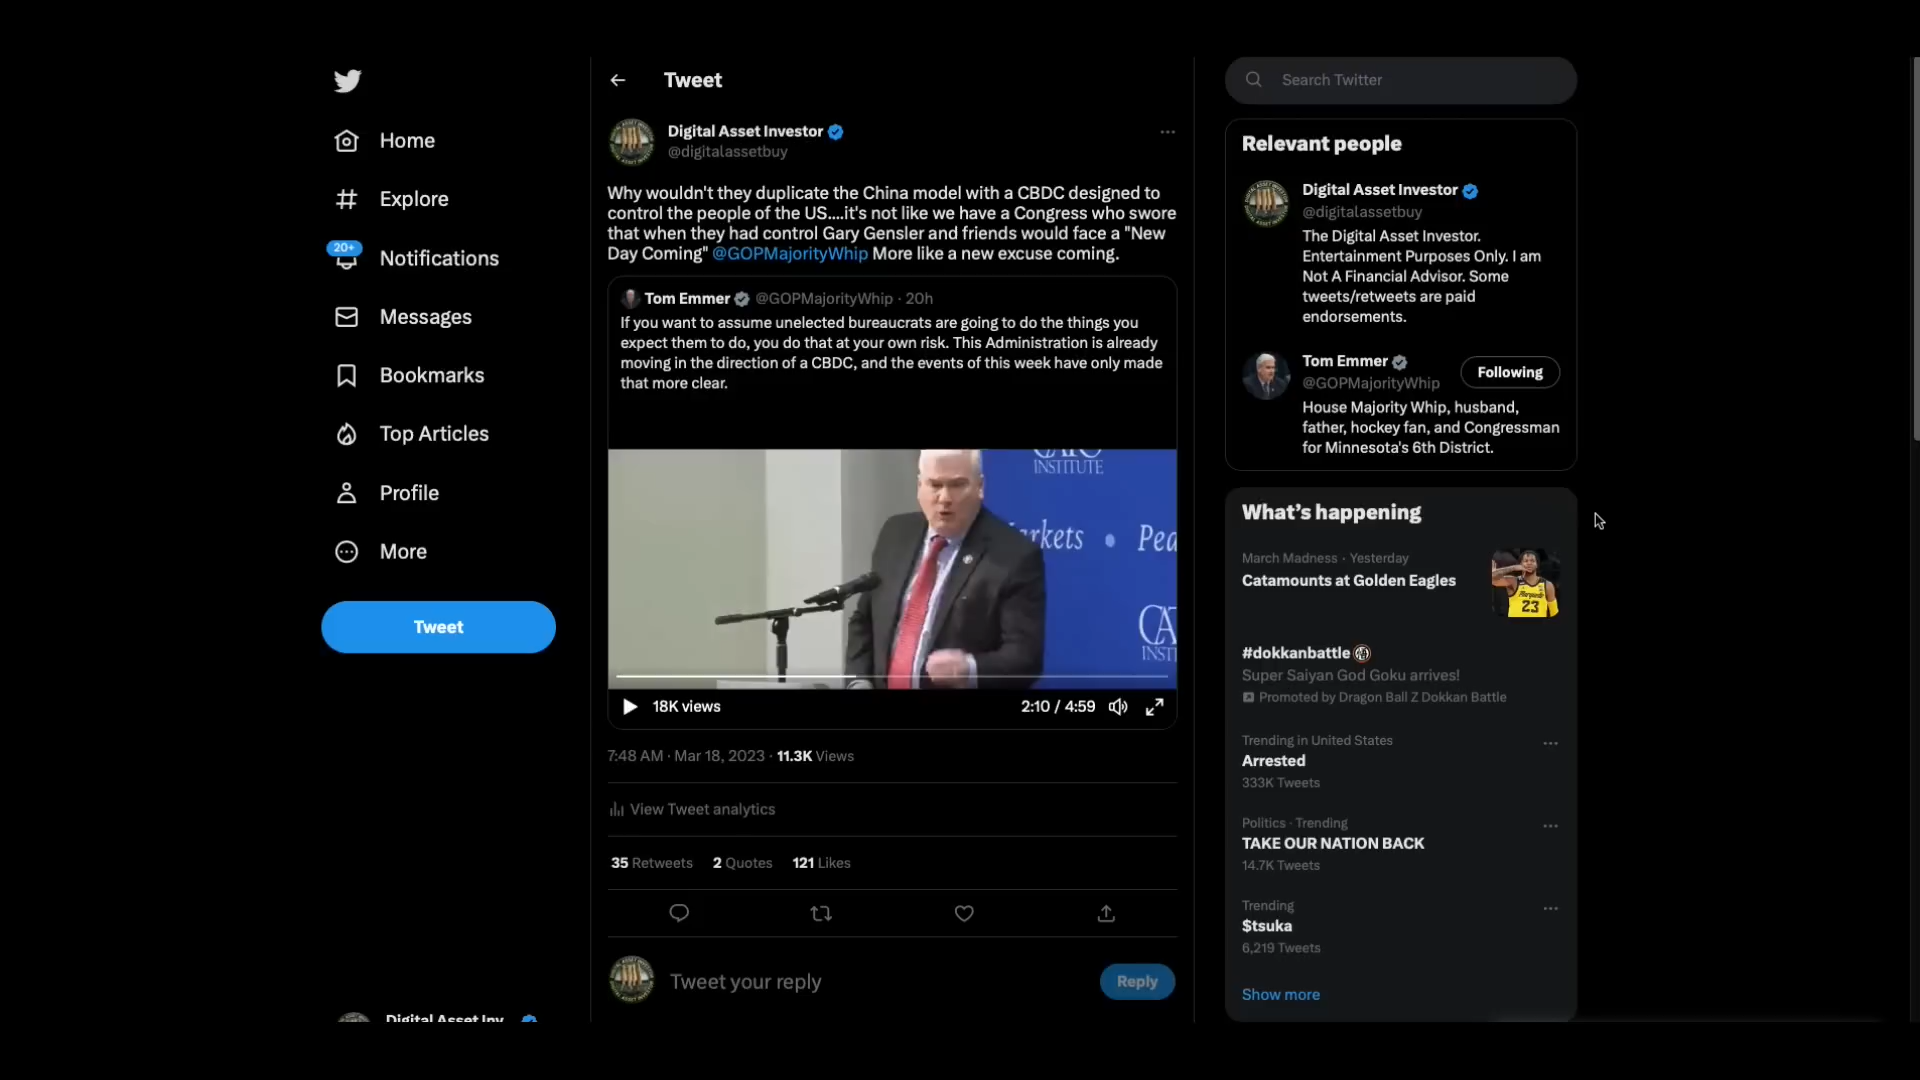 Home
Explore
20+
Notifications
Messages
Bookmarks
Top Articles
Profile
More
Tweet
Tweet
Digital Asset Investor
@digitalassetbuy
Why wouldn't they duplicate the China model with a CBDC designed to
control the people of the US....it's not like we have a Congress who swore
that when they had control Gary Gensler and friends would face a "New
Day Coming" @GOPMajorityWhip More like a new excuse coming.
Tom Emmer @GOPMajorityWhip · 20h
If you want to assume unelected bureaucrats are going to do the things you
expect them to do, you do that at your own risk. This Administration is already
moving in the direction of a CBDC, and the events of this week have only made
that more clear.
INSTITUTE
18K views
2:10 / 4:59
7:48 AM · Mar 18, 2023 · 11.3K Views
View Tweet analytics
35 Retweets 2 Quotes 121 Likes
Tweet your reply
Reply
Search Twitter
Relevant people
Digital Asset Investor
@digitalassetbuy
The Digital Asset Investor.
Entertainment Purposes Only. I am
Not A Financial Advisor. Some
tweets/retweets are paid
endorsements.
Tom Emmer
@GOPMajorityWhip
Following
House Majority Whip, husband,
father, hockey fan, and Congressman
for Minnesota's 6th District.
What's happening
March Madness · Yesterday
Catamounts at Golden Eagles
23
#dokkanbattle
Super Saiyan God Goku arrives!
Promoted by Dragon Ball Z Dokkan Battle
Trending in United States
Arrested
333K Tweets
Politics · Trending
TAKE OUR NATION BACK
14.7K Tweets
Trending
$tsuka
6,219 Tweets
Show more
Digital Asset Inv